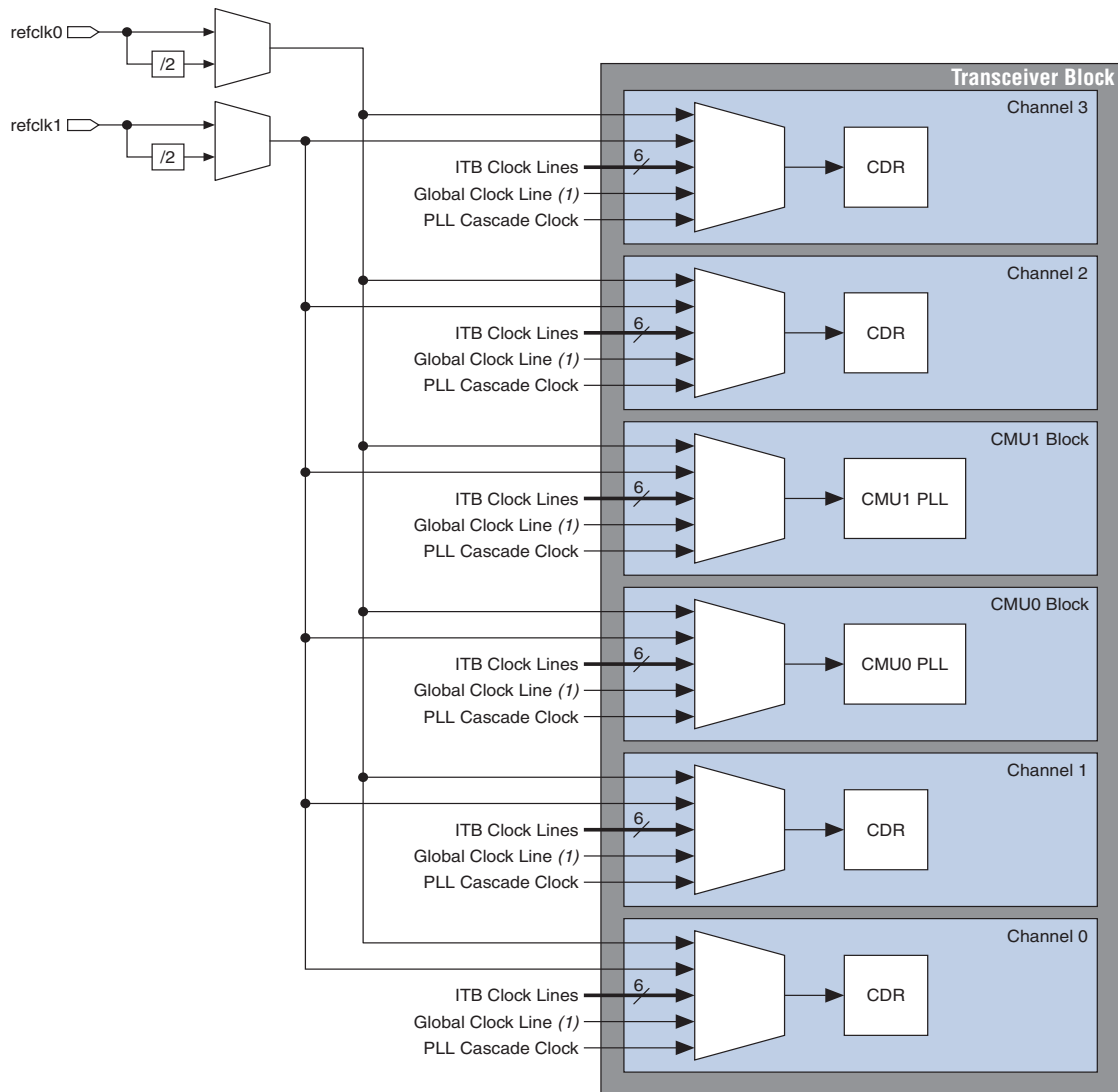 refclk0
/2
refclk1
/2
Transceiver Block
Channel 3
6
ITB Clock Lines
Global Clock Line (1)
PLL Cascade Clock
CDR
Channel 2
6
ITB Clock Lines
Global Clock Line (1)
PLL Cascade Clock
CDR
CMU1 Block
6
ITB Clock Lines
Global Clock Line (1)
PLL Cascade Clock
CMU1 PLL
CMU0 Block
6
ITB Clock Lines
Global Clock Line (1)
PLL Cascade Clock
CMU0 PLL
Channel 1
6
ITB Clock Lines
Global Clock Line (1)
PLL Cascade Clock
CDR
Channel 0
6
ITB Clock Lines
Global Clock Line (1)
PLL Cascade Clock
CDR